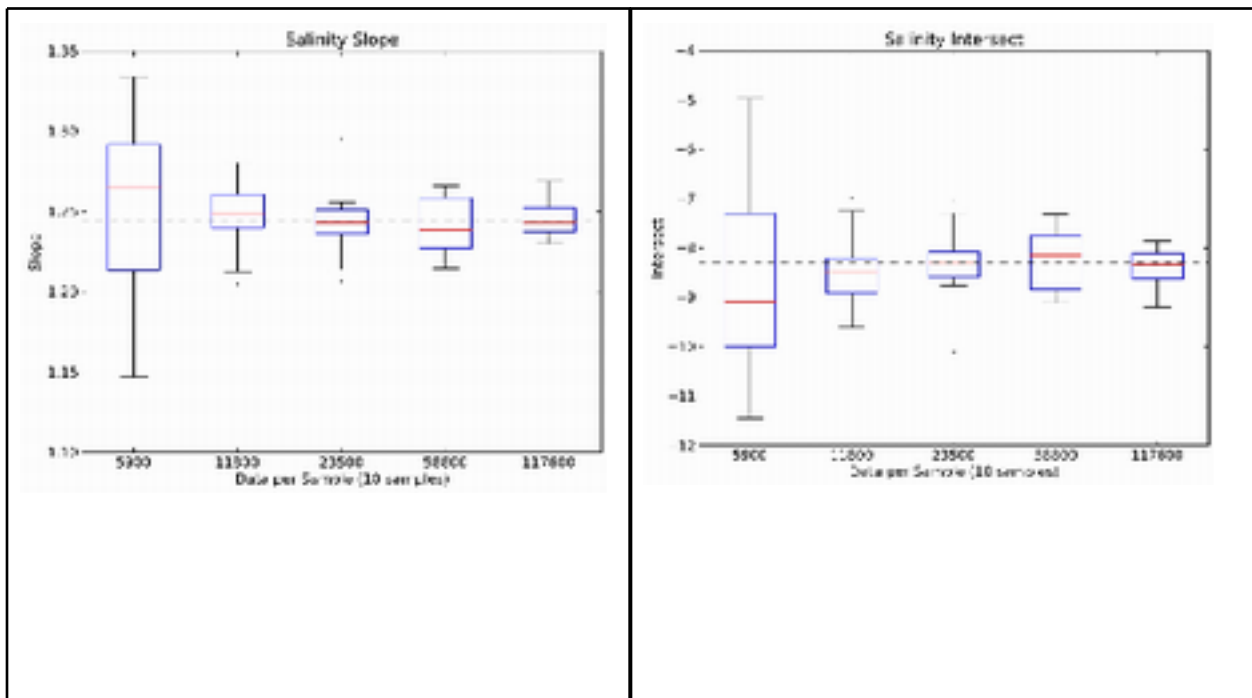 Salinity Slope
1.35
1.30
1.25
1.20
1.15
1.10
Slope
5900 11800 23500 58800 117600
Data per Sample (10 samples)
Salinity Intersect
-4
-5
-6
-7
-8
-9
-10
-11
-12
Intersect
5900 11800 23500 58800 117600
Data per Sample (10 samples)